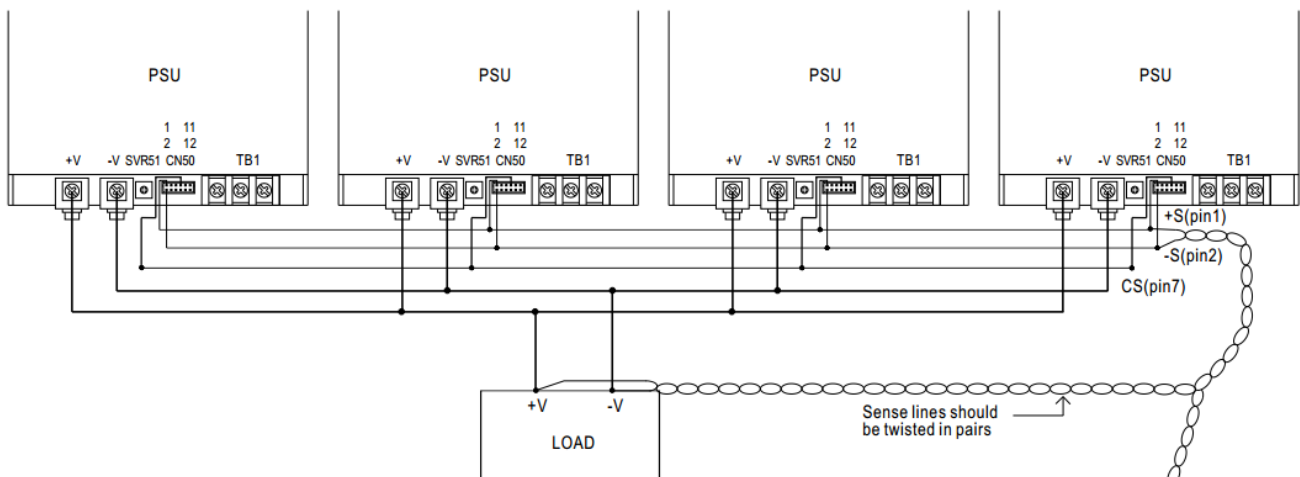 PSU PSU PSU PSU
1 11 1 11 1 11 1 11
2 12 2 12 2 12 2 12
+V -V SVR51 CN50 TB1 +V -V SVR51 CN50 TB1 +V -V SVR51 CN50 TB1 +V -V SVR51 CN50 TB1
+S(pin1)
-S(pin2)
CS(pin7)
+V -V
LOAD
Sense lines should
be twisted in pairs